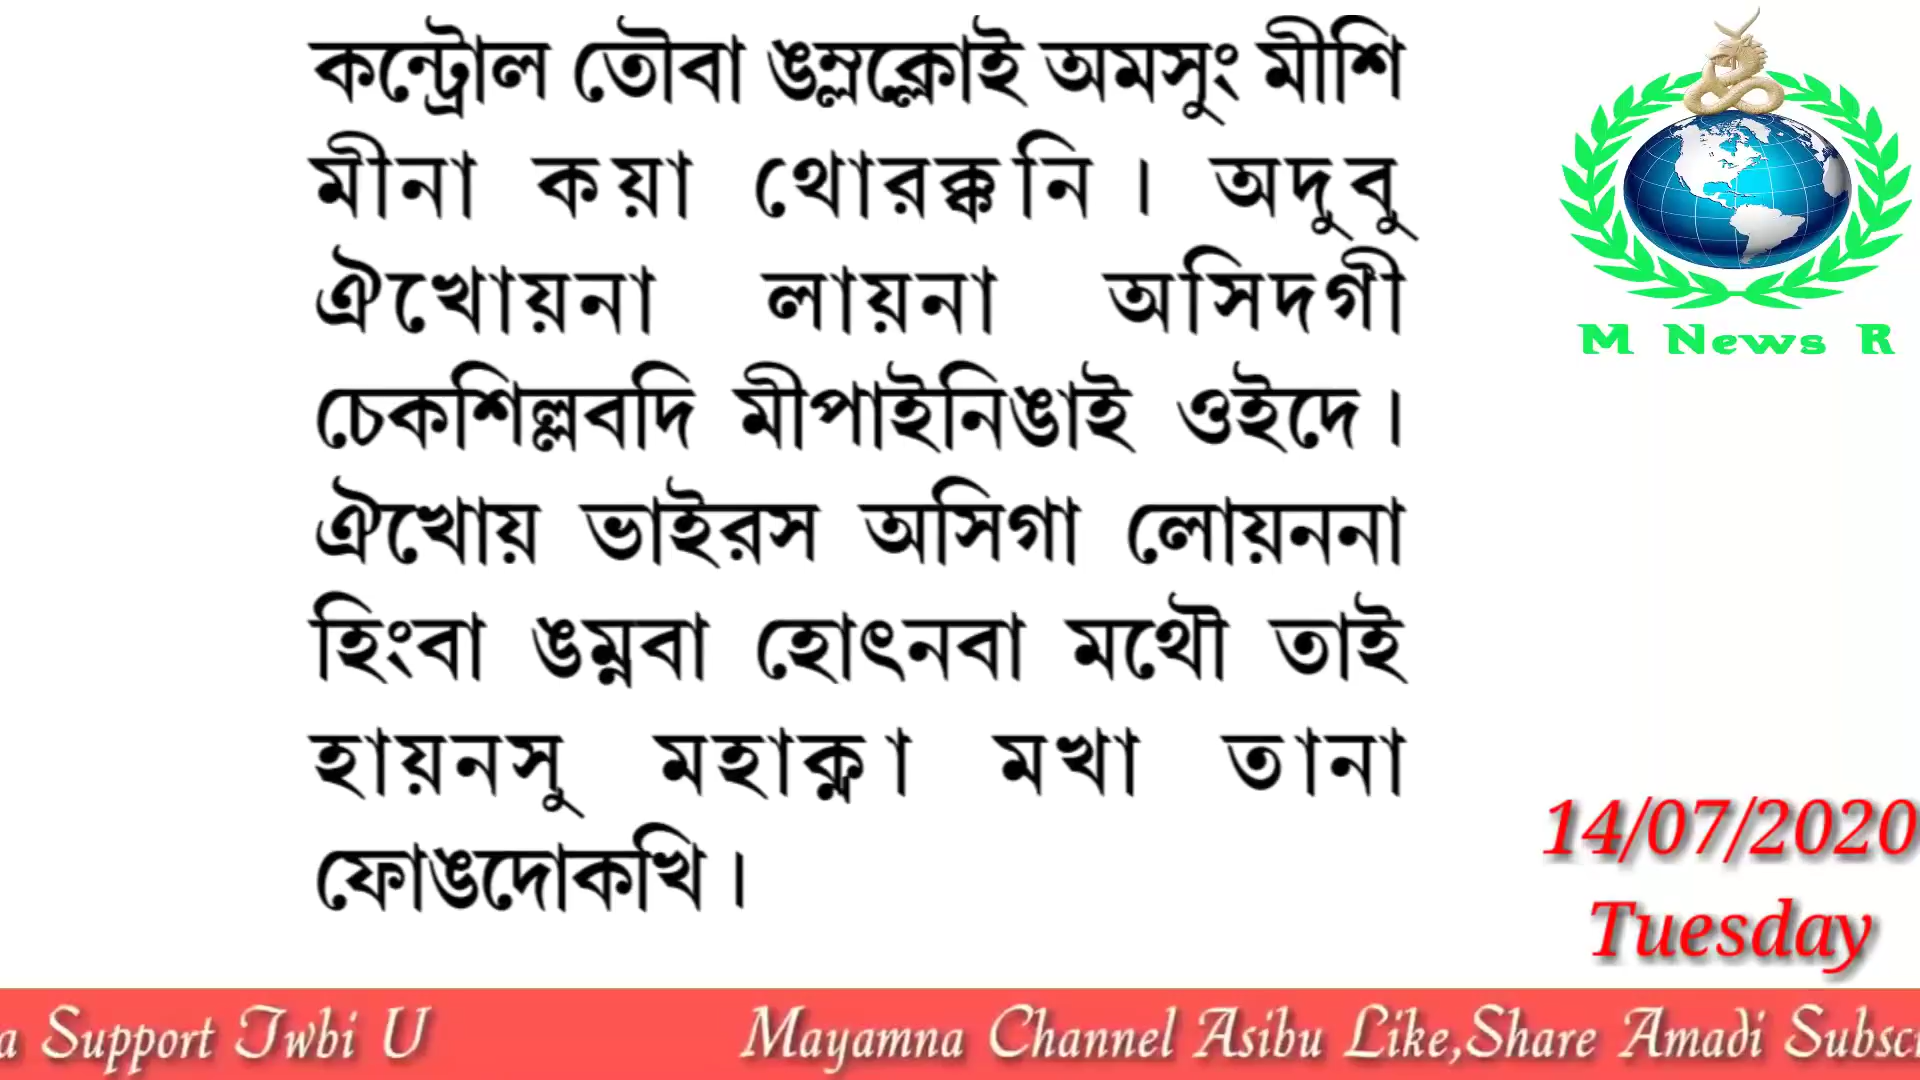 কন্ট্রোল তৌবা ঙম্লক্লোই অমসুং মীশি
মীনা কয়া থোরক্কনি। অদুবু
ঐখোয়না লায়না অসিদগী
চেকশিল্লবদি মীপাইনিঙাই ওইদে।
ঐখোয় ভাইরস অসিগা লোয়ননা
হিংবা ঙম্নবা হোৎনবা মথৌ তাই
হায়নসু মহাক্না মখা তানা
ফোঙদোকখি।
M News R
14/07/2020
Tuesday
a Support Twbi U Mayamna Channel Asibu Like,Share Amadi Subsc